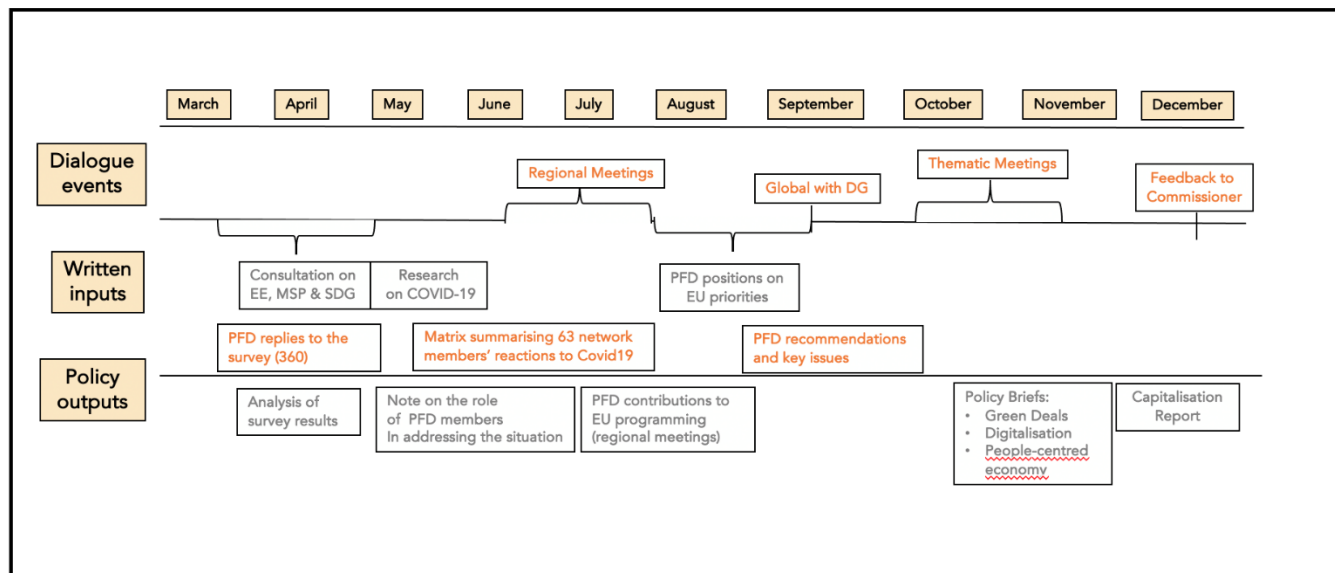 March
April
May
June
July
August
September
October
November
December
Dialogue
events
Regional Meetings
Global with DG
Thematic Meetings
Feedback to
Commissioner
Written
inputs
Consultation on
EE, MSP & SDG
Research
on COVID-19
PFD positions on
EU priorities
PFD replies to the
survey (360)
Matrix summarising 63 network
members' reactions to Covid19
PFD recommendations
and key issues
Policy
outputs
Analysis of
survey results
Note on the role
of PFD members
In addressing the situation
PFD contributions to
EU programming
(regional meetings)
Policy Briefs:
• Green Deals
• Digitalisation
• People-centred
economy
Capitalisation
Report